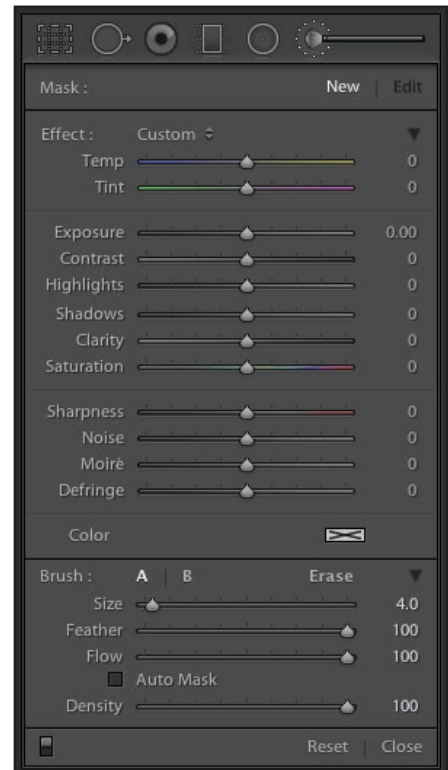 Mask : New | Edit
Effect : Custom
Temp 0
Tint 0
Exposure 0.00
Contrast 0
Highlights 0
Shadows 0
Clarity 0
Saturation 0
Sharpness 0
Noise 0
Moiré 0
Defringe 0
Color
Brush : A | B Erase
Size 4.0
Feather 100
Flow 100
Auto Mask
Density 100
Reset | Close